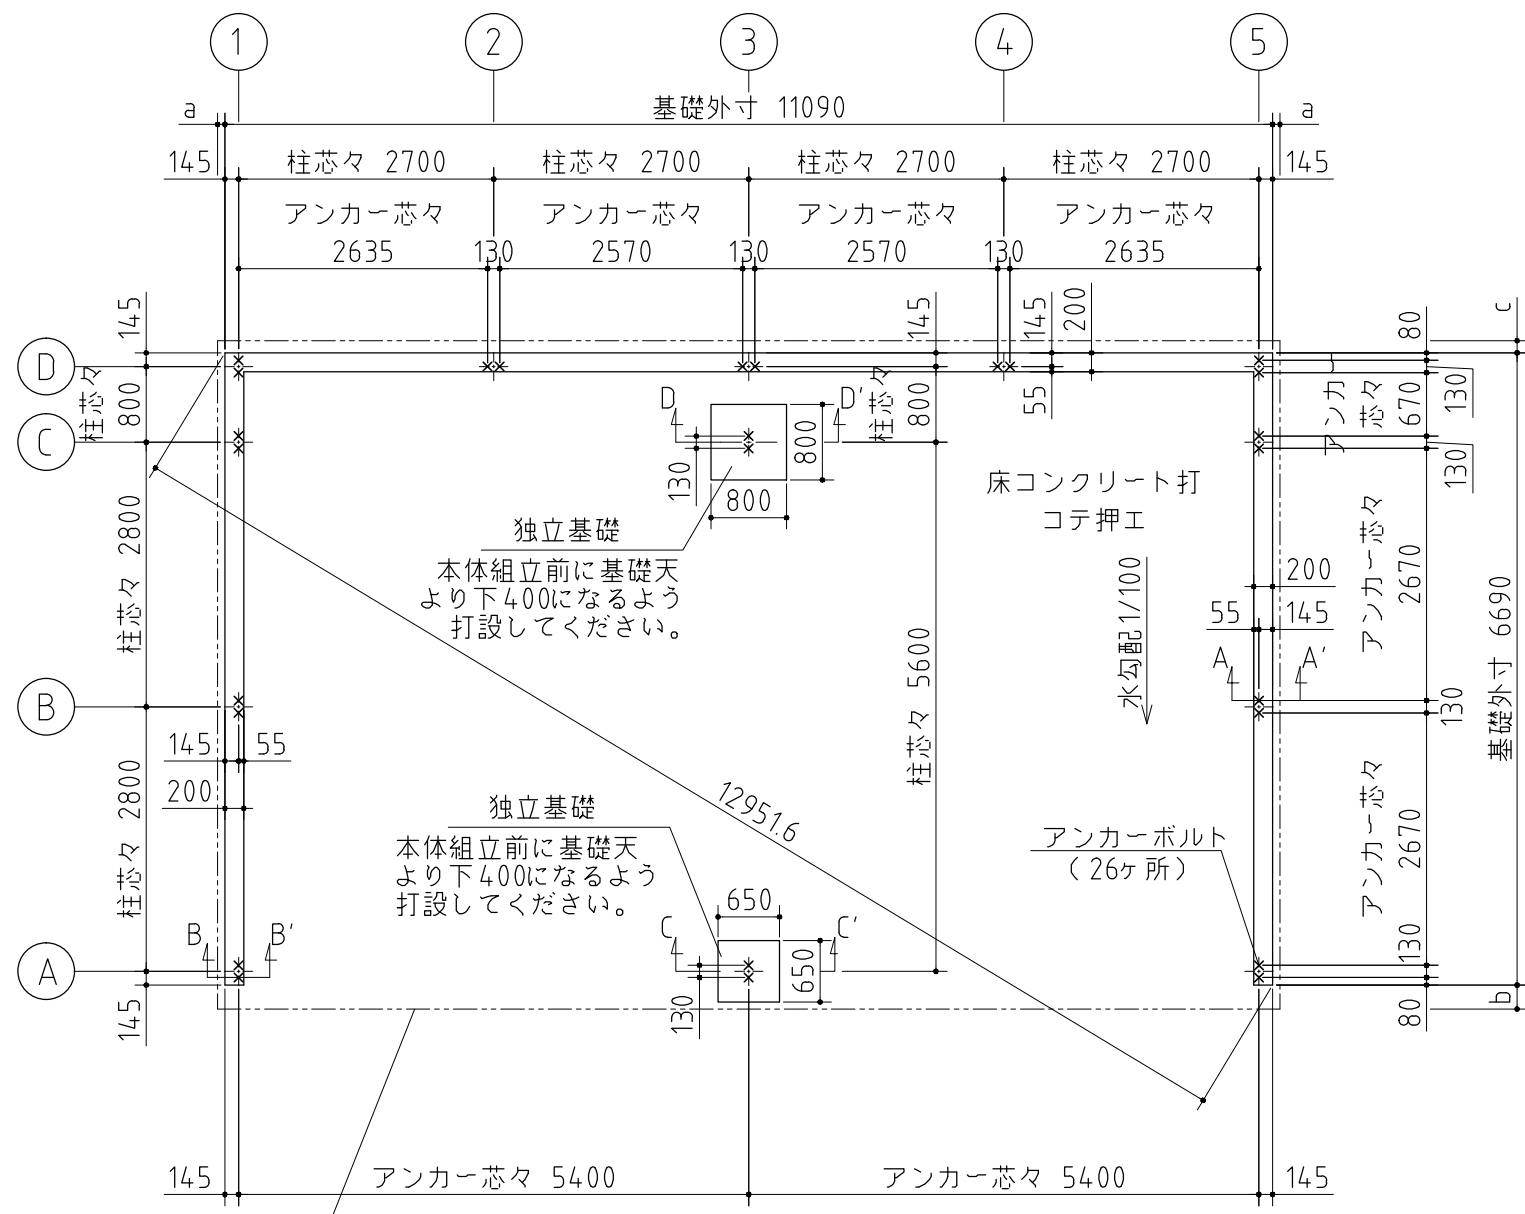 1 2 3 4 5
a 基礎外寸 11090 a
145 柱芯々 2700 柱芯々 2700 柱芯々 2700 柱芯々 2700 145
アンカー芯々 アンカー芯々 アンカー芯々 アンカー芯々
2635 130 2570 130 2570 130 2635
145 145 145 200 80 c
D
柱芯々 800 柱芯々 800 55 アンカー芯々 670 130
C
D D'
800
130
800
130
床コンクリート打
コテ押エ
独立基礎
本体組立前に基礎天
より下400になるよう
打設してください。
柱芯々 2800
水勾配1/100
アンカー芯々 2670
200
55 145
A A'
柱芯々 5600
130
基礎外寸 6690
B
145 55
200
柱芯々 2800
12951.6
独立基礎
本体組立前に基礎天
より下400になるよう
打設してください。
アンカーボルト
(26ヶ所)
アンカー芯々 2670
650
B B'
C C'
650
130
130
A
145
80
b
145 アンカー芯々 5400 アンカー芯々 5400 145